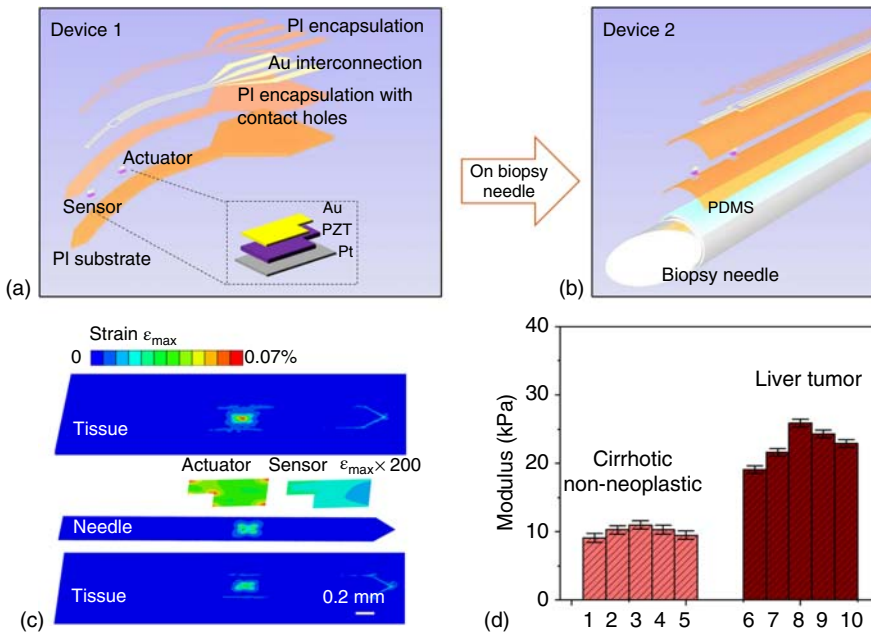 Device 1
PI encapsulation
Au interconnection
PI encapsulation with
contact holes
Actuator
Sensor
Au
PZT
Pt
PI substrate
(a)
On biopsy
needle
Device 2
PDMS
Biopsy needle
(b)
Strain εmax
0
0.07%
Tissue
Actuator
Sensor
εmax × 200
Needle
Tissue
0.2 mm
(c)
40
30
20
10
0
Modulus (kPa)
Cirrhotic
non-neoplastic
Liver tumor
1 2 3 4 5 6 7 8 9 10
(d)